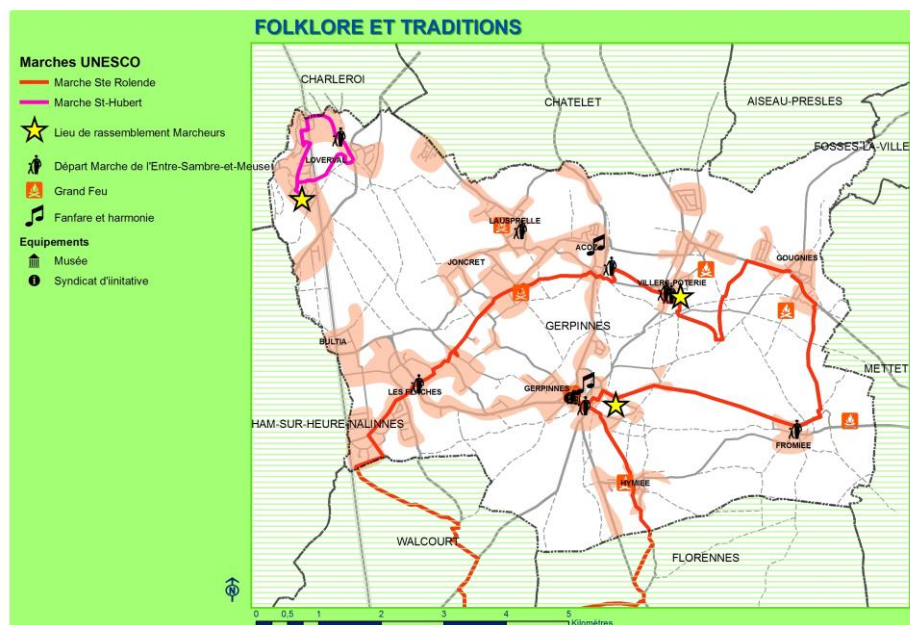 FOLKLORE ET TRADITIONS
Marches UNESCO
Marche Ste Rolende
Marche St-Hubert
Lieu de rassemblement Marcheurs
Départ Marche de l'Entre-Sambre-et-Meuse
Grand Feu
Fanfare et harmonie
Equipements
Musée
Syndicat d'iinitative
CHARLEROI
CHATELET
AISEAU-PRESLES
FOSSES-LA-VILLE
LOVERVAL
LAUSPRELLE
ACOZ
JONCRET
GOUGNIES
VILLERS-POTERIE
GERPINNES
BULTIA
METTET
LES FLACHES
GERPINNES
HAM-SUR-HEURE-NALINNES
FROMIEE
HYMIEE
WALCOURT
FLORENNES
N
0 0,5 1 2 3 4 5
Kilomètres